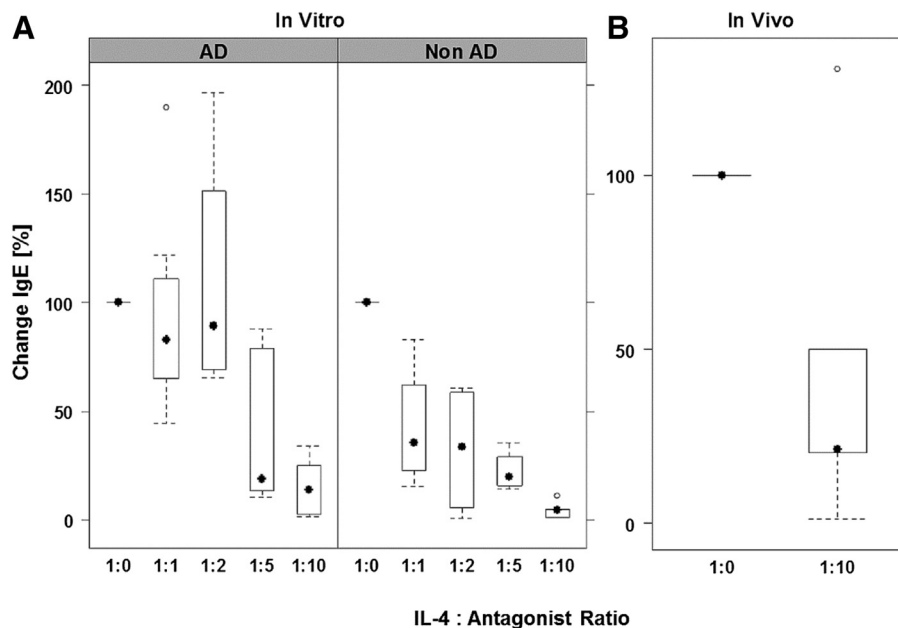 A
In Vitro
AD
Non AD
Change IgE [%]
200
150
100
50
0
1:0 1:1 1:2 1:5 1:10
1:0 1:1 1:2 1:5 1:10
B
In Vivo
100
50
0
1:0 1:10
IL-4 : Antagonist Ratio